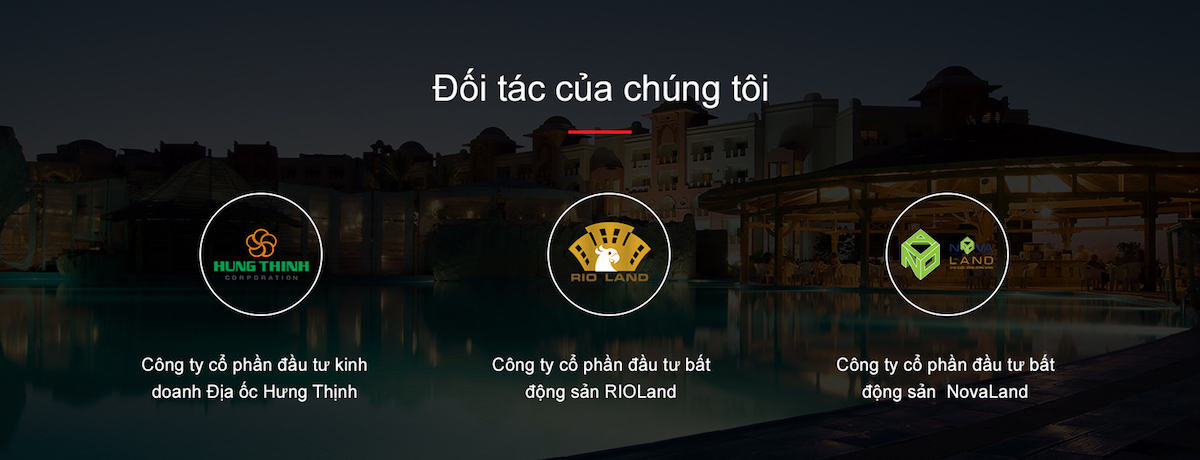 Đối tác của chúng tôi
HUNG THINH
CORPORATION
RIO LAND
NOVA
LAND
Công ty cổ phần đầu tư kinh
doanh Địa ốc Hưng Thịnh
Công ty cổ phần đầu tư bất
động sản RIOLand
Công ty cổ phần đầu tư bất
động sản  NovaLand